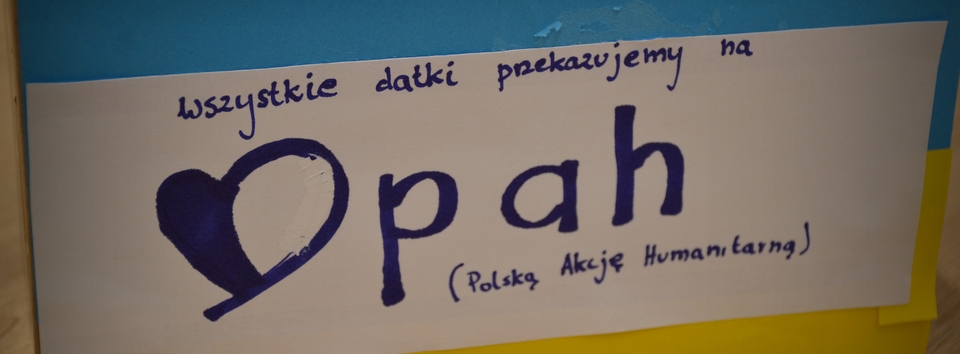 wszystkie datki przekazujemy na
pah
(Polską Akcję Humanitarną)